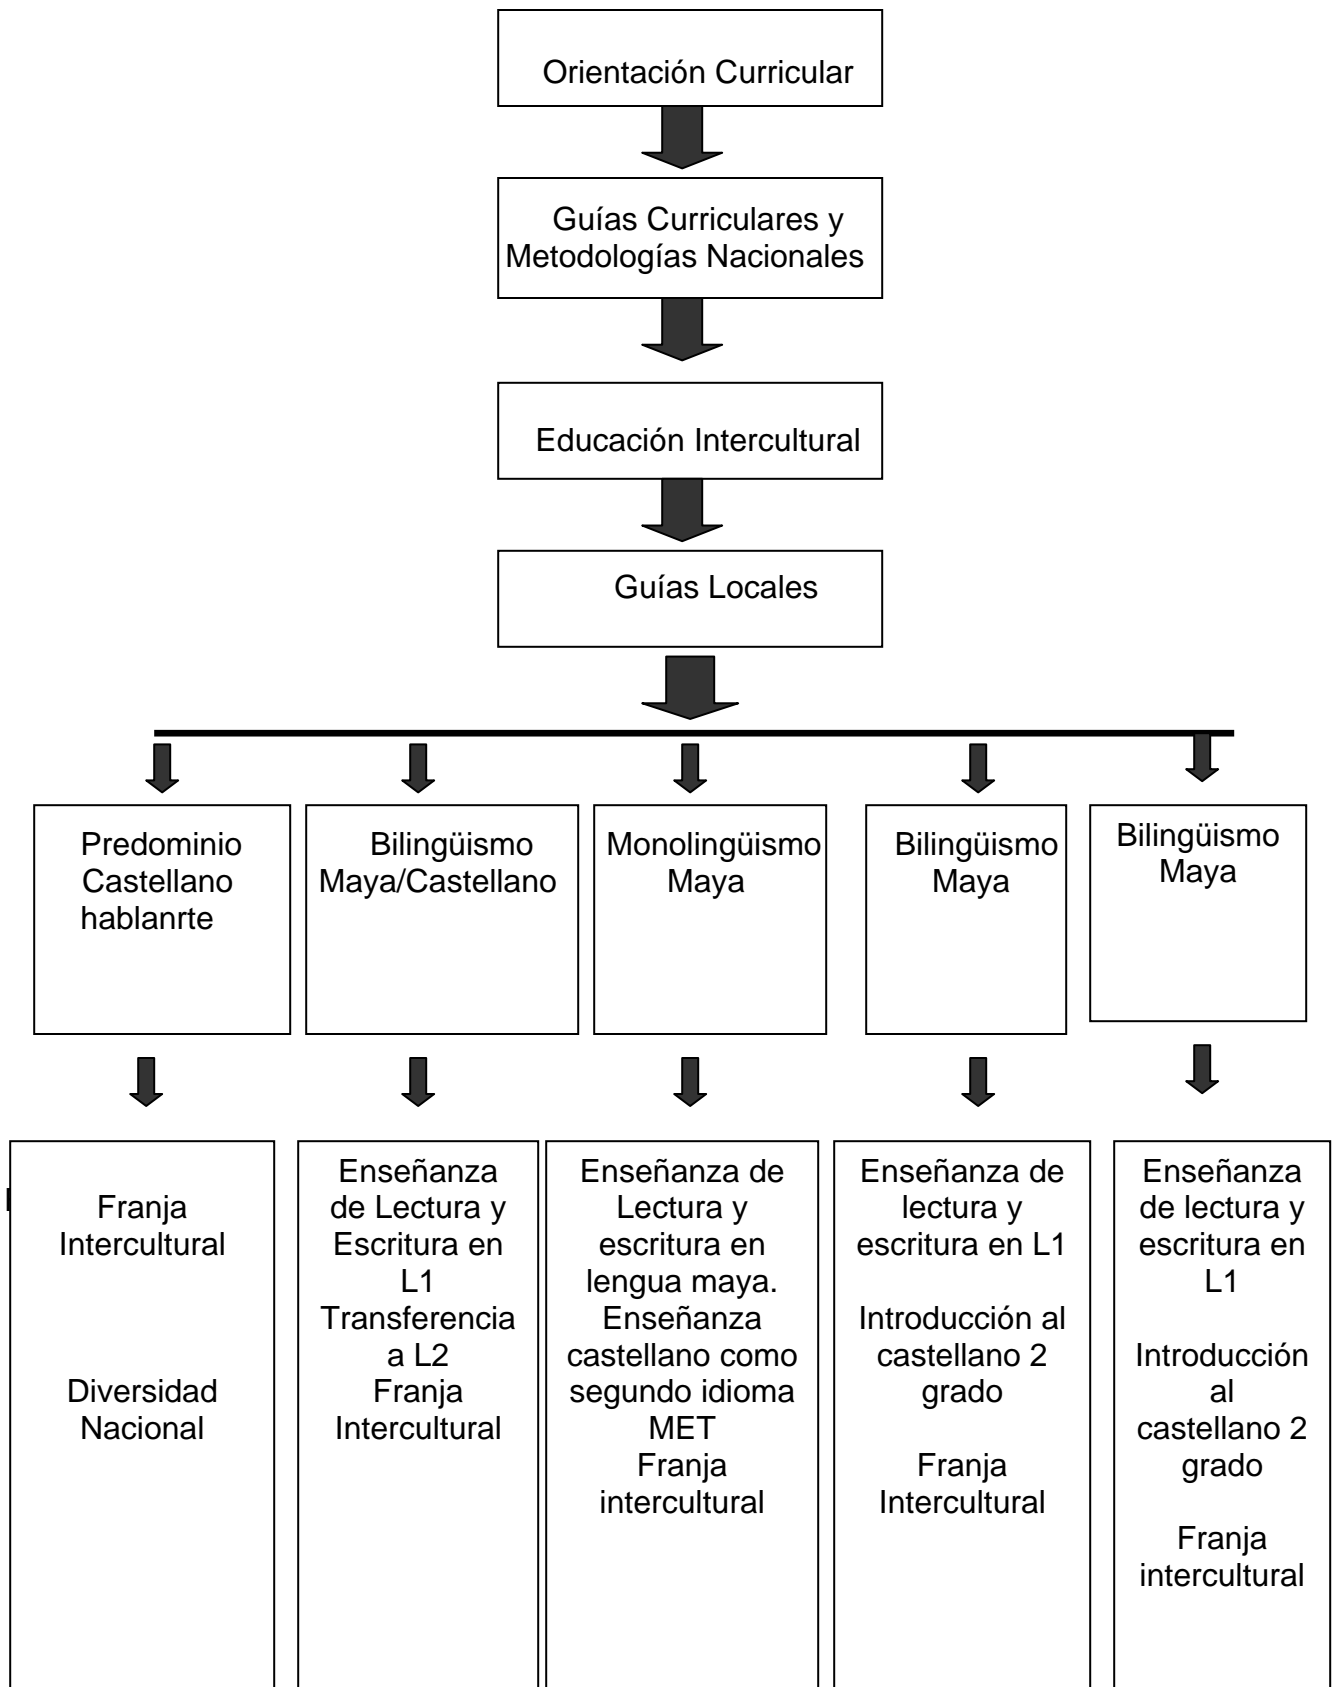 Orientación Curricular
Guías Curriculares y
Metodologías Nacionales
Educación Intercultural
Guías Locales
Predominio
Castellano
hablanrte
Bilingüismo
Maya/Castellano
Monolingüismo
Maya
Bilingüismo
Maya
Bilingüismo
Maya
Franja
Intercultural
Diversidad
Nacional
Enseñanza
de Lectura y
Escritura en
L1
Transferencia
a L2
Franja
Intercultural
Enseñanza de
Lectura y
escritura en
lengua maya.
Enseñanza
castellano como
segundo idioma
MET
Franja
intercultural
Enseñanza de
lectura y
escritura en L1
Introducción al
castellano 2
grado
Franja
Intercultural
Enseñanza
de lectura y
escritura en
L1
Introducción
al
castellano 2
grado
Franja
intercultural